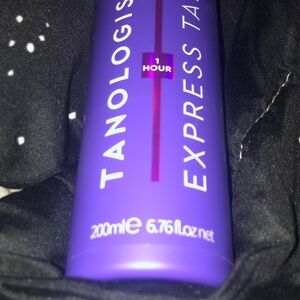 TANOLOGIS
1
HOUR
EXPRESS TA
200ml℮ 6.76fl.oz net